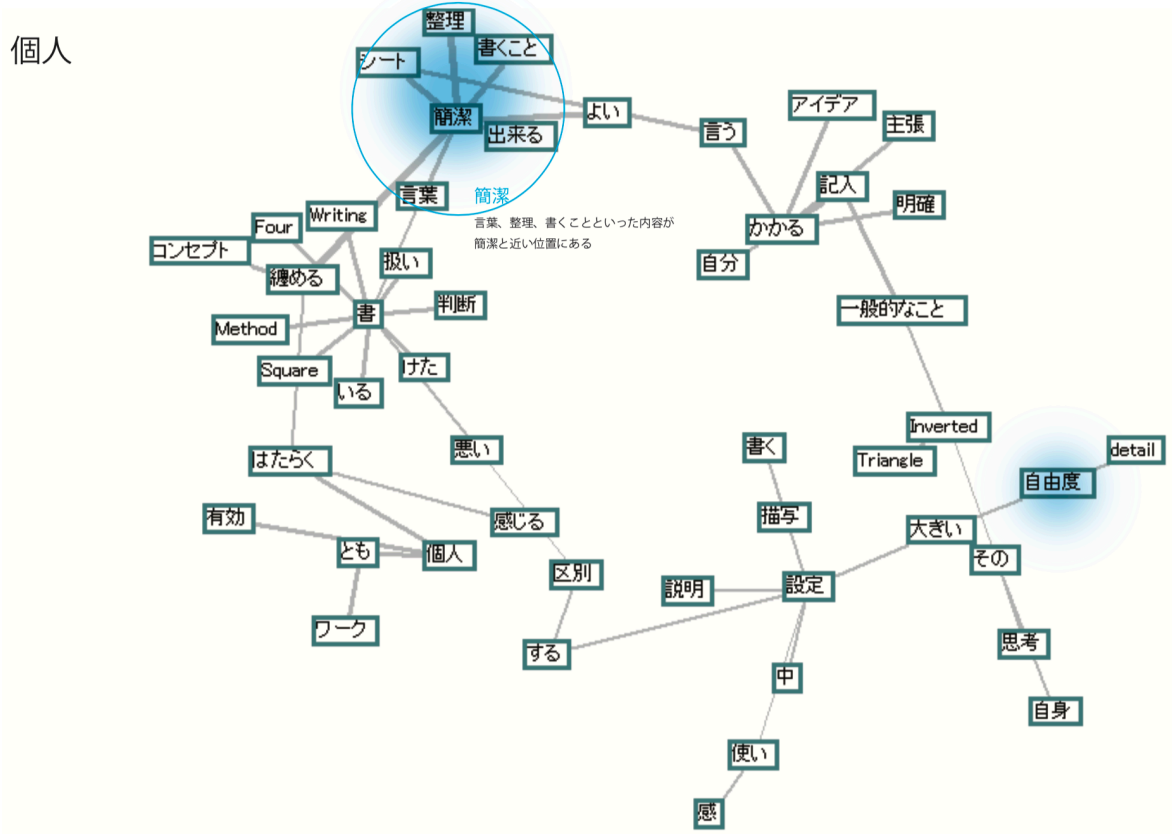 個人
整理
書くこと
シート
簡潔
出来る
よい
言う
アイデア
主張
記入
明確
かかる
自分
一般的なこと
言葉
簡潔
言葉、整理、書くことといった内容が
簡潔と近い位置にある
Writing
Four
コンセプト
纏める
扱い
書
判断
Method
Square
いる
けた
悪い
はたらく
有効
とも
個人
ワーク
感じる
区別
する
書く
描写
説明
設定
中
使い
感
Inverted
Triangle
detail
自由度
大きい
その
思考
自身